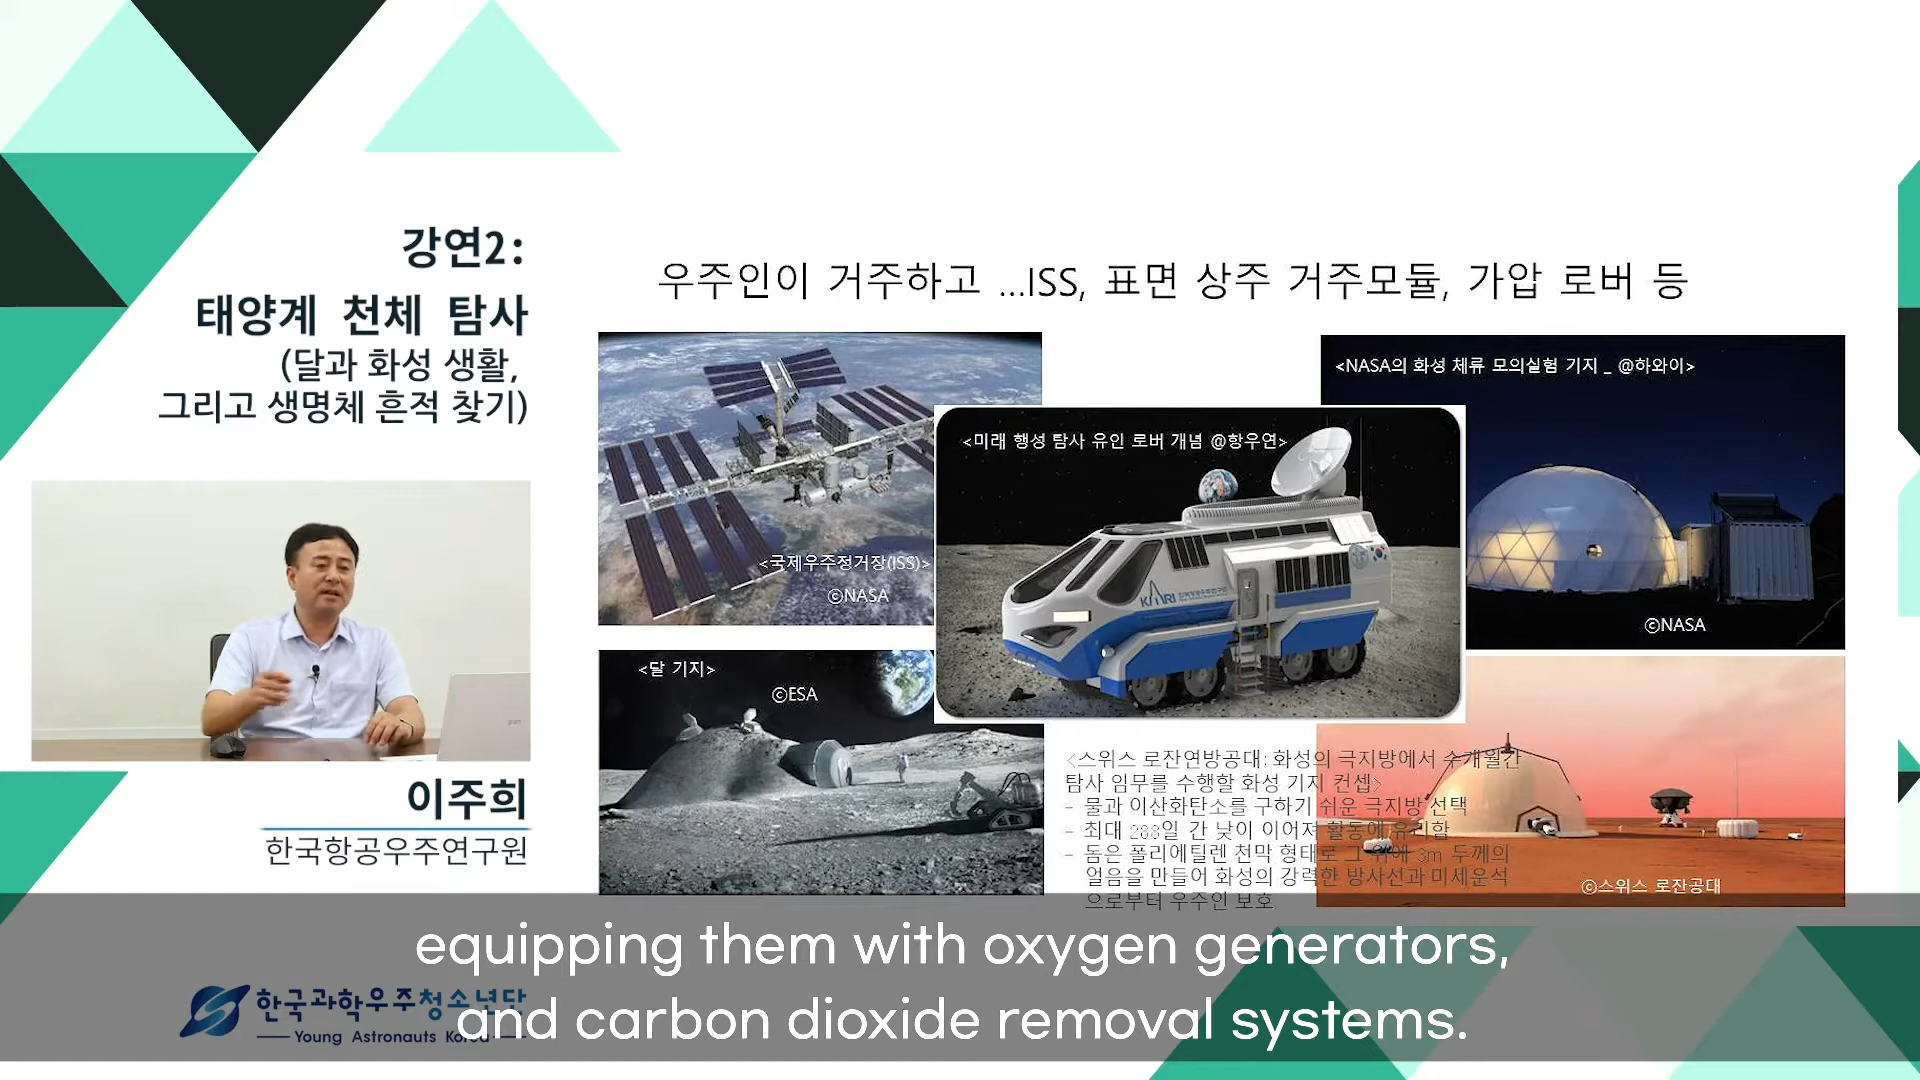 강연2:
태양계 천체 탐사
(달과 화성 생활,
그리고 생명체 흔적 찾기)
이주희
한국항공우주연구원
우주인이 거주하고 ...ISS, 표면 상주 거주모듈, 가압 로버 등
<국제우주정거장(ISS)>
ⓒNASA
<미래 행성 탐사 유인 로버 개념 @항우연>
KARI
<NASA의 화성 체류 모의실험 기지 _ @하와이>
ⓒNASA
<달 기지>
ⓒESA
<스위스 로잔연방공대: 화성의 극지방에서 수개월간
탐사 임무를 수행할 화성 기지 컨셉>
- 물과 이산화탄소를 구하기 쉬운 극지방 선택
- 최대 288일 간 낮이 이어져 활동에 유리함
- 돔은 폴리에틸렌 천막 형태로 그 위에 3m 두께의
얼음을 만들어 화성의 강력한 방사선과 미세운석
으로부터 우주인 보호
ⓒ스위스 로잔공대
equipping them with oxygen generators,
and carbon dioxide removal systems.
한국과학우주청소년단
Young Astronauts Korea